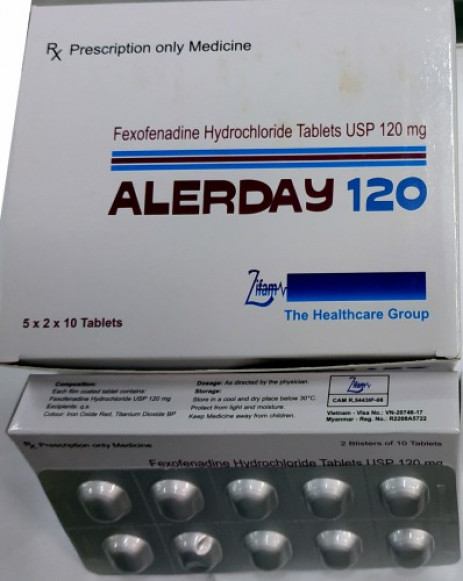 Rx Prescription only Medicine
Fexofenadine Hydrochloride Tablets USP 120 mg
ALERDAY 120
Zifam
The Healthcare Group
5 x 2 x 10 Tablets
Composition:
Each film coated tablet contains:
Fexofenadine Hydrochloride USP 120 mg
Excipients: q.s.
Colour: Iron Oxide Red, Titanium Dioxide BP
Dosage: As directed by the physician.
Storage:
Store in a cool and dry place below 30°C.
Protect from light and moisture.
Keep Medicine away from children.
Zifam
Vietnam - Visa No.: VN-20746-17
Myanmar : Reg. No.: R2208A5722
Rx Prescription only Medicine
2 Blisters of 10 Tablets
Fexofenadine Hydrochloride Tablets USP 120 mg